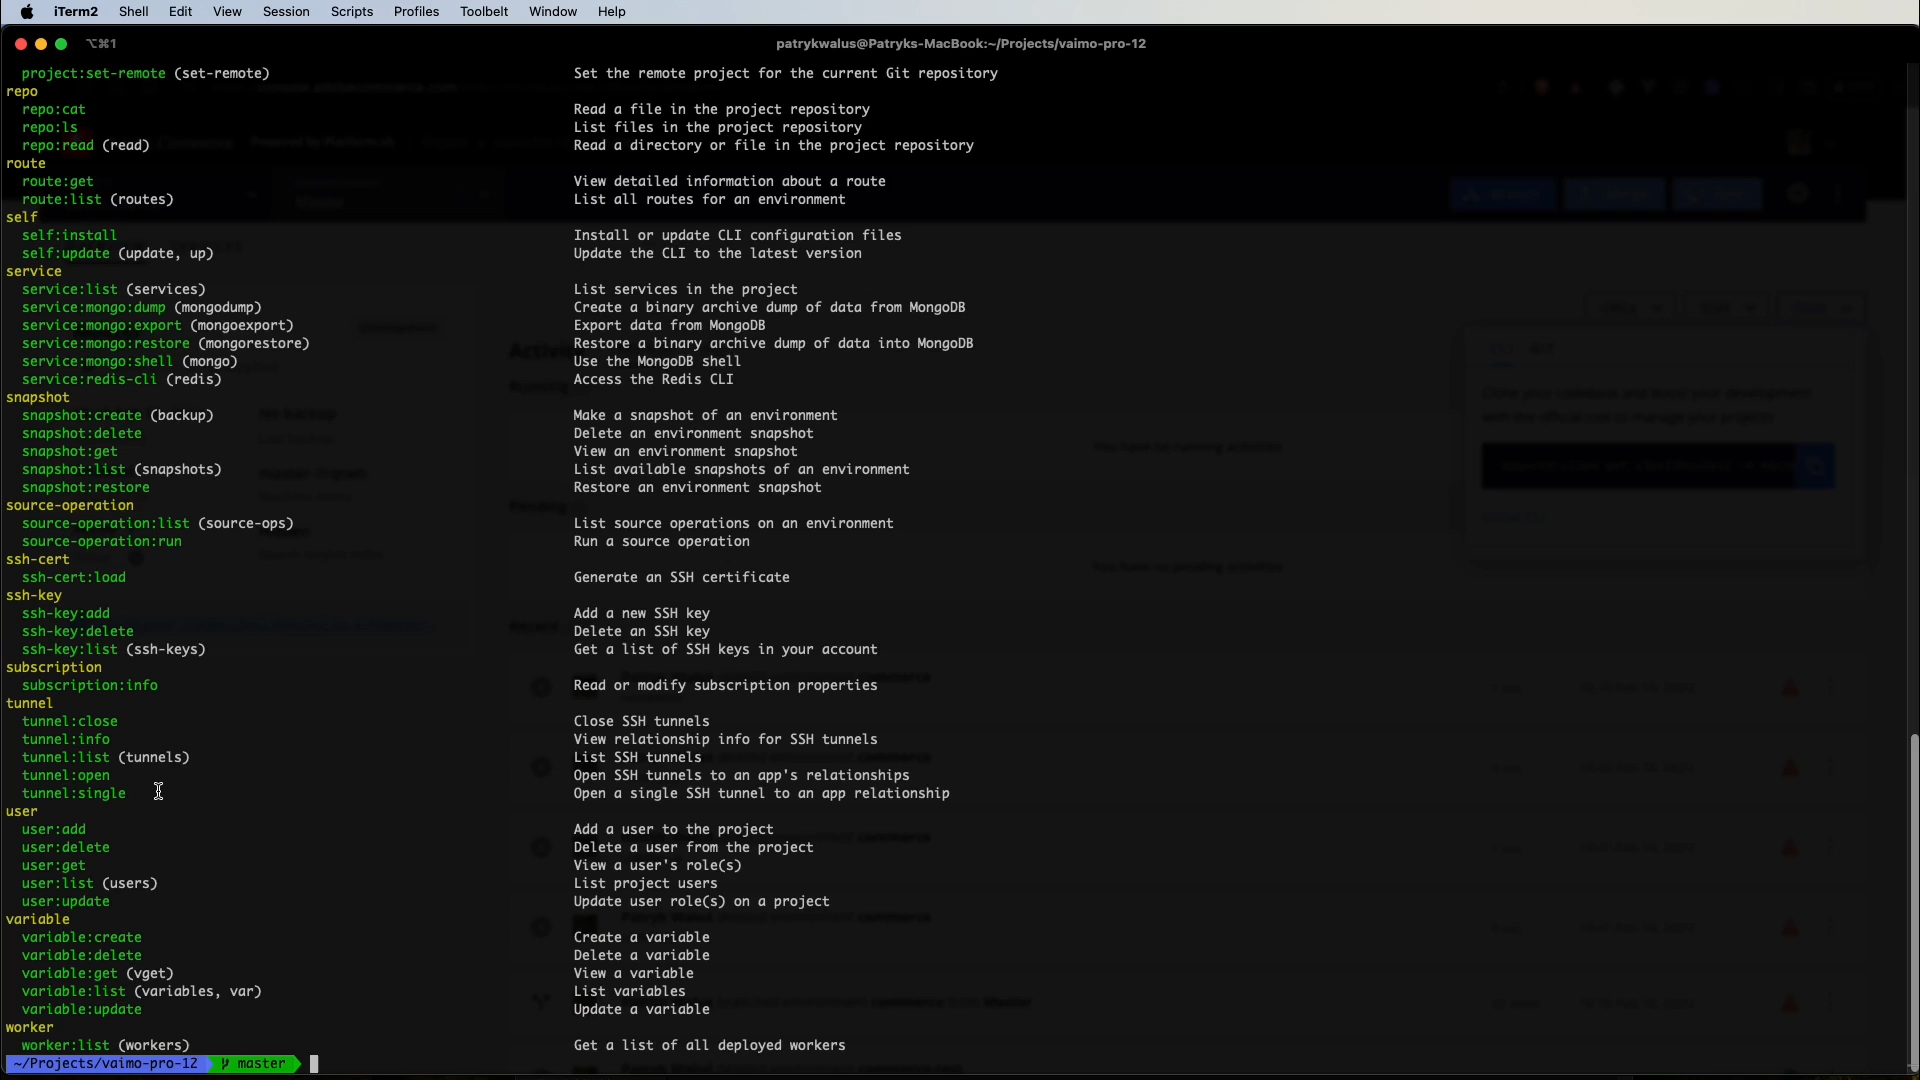 iTerm2 Shell Edit View Session Scripts Profiles Toolbelt Window Help
⌥⌘1 patrykwalus@Patryks-MacBook:~/Projects/vaimo-pro-12
project:set-remote (set-remote) Set the remote project for the current Git repository
repo
repo:cat Read a file in the project repository
repo:ls List files in the project repository
repo:read (read) Read a directory or file in the project repository
route
route:get View detailed information about a route
route:list (routes) List all routes for an environment
self
self:install Install or update CLI configuration files
self:update (update, up) Update the CLI to the latest version
service
service:list (services) List services in the project
service:mongo:dump (mongodump) Create a binary archive dump of data from MongoDB
service:mongo:export (mongoexport) Export data from MongoDB
service:mongo:restore (mongorestore) Restore a binary archive dump of data into MongoDB
service:mongo:shell (mongo) Use the MongoDB shell
service:redis-cli (redis) Access the Redis CLI
snapshot
snapshot:create (backup) Make a snapshot of an environment
snapshot:delete Delete an environment snapshot
snapshot:get View an environment snapshot
snapshot:list (snapshots) List available snapshots of an environment
snapshot:restore Restore an environment snapshot
source-operation
source-operation:list (source-ops) List source operations on an environment
source-operation:run Run a source operation
ssh-cert
ssh-cert:load Generate an SSH certificate
ssh-key
ssh-key:add Add a new SSH key
ssh-key:delete Delete an SSH key
ssh-key:list (ssh-keys) Get a list of SSH keys in your account
subscription
subscription:info Read or modify subscription properties
tunnel
tunnel:close Close SSH tunnels
tunnel:info View relationship info for SSH tunnels
tunnel:list (tunnels) List SSH tunnels
tunnel:open Open SSH tunnels to an app's relationships
tunnel:single Open a single SSH tunnel to an app relationship
user
user:add Add a user to the project
user:delete Delete a user from the project
user:get View a user's role(s)
user:list (users) List project users
user:update Update user role(s) on a project
variable
variable:create Create a variable
variable:delete Delete a variable
variable:get (vget) View a variable
variable:list (variables, var) List variables
variable:update Update a variable
worker
worker:list (workers) Get a list of all deployed workers
~/Projects/vaimo-pro-12 master